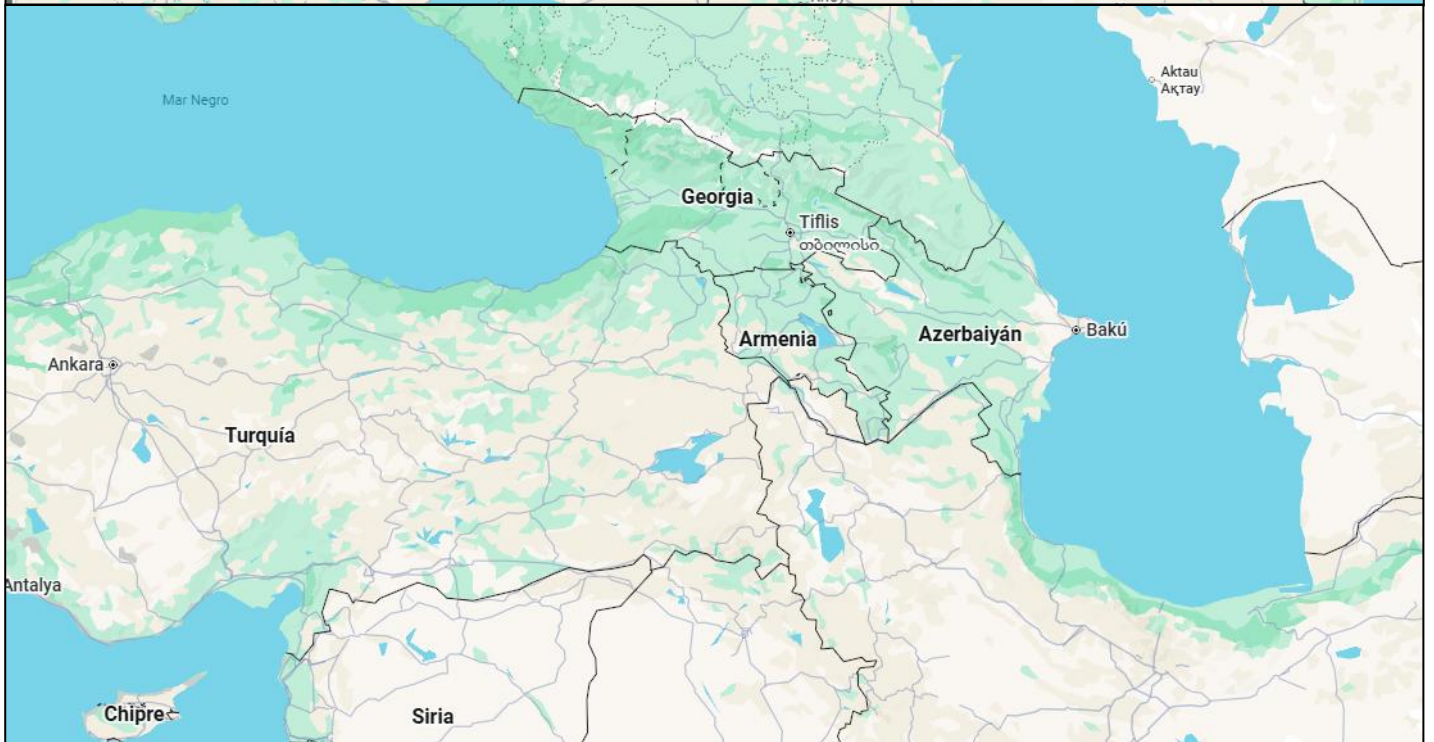 Aktau
Ақтау
Mar Negro
Georgia
Tiflis
თბილისი
Armenia
Azerbaiyán
Bakú
Ankara
Turquía
Antalya
Chipre
Siria